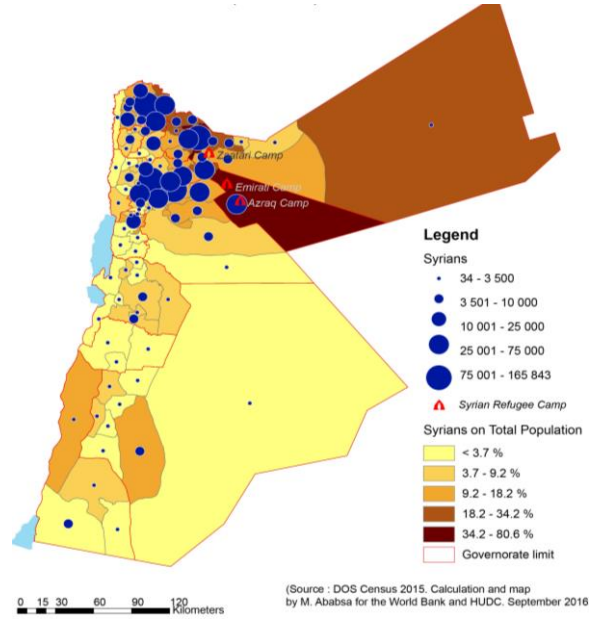 Zaatari Camp
Emirati Camp
Azraq Camp
Legend
Syrians
34 - 3 500
3 501 - 10 000
10 001 - 25 000
25 001 - 75 000
75 001 - 165 843
Syrian Refugee Camp
Syrians on Total Population
< 3.7 %
3.7 - 9.2 %
9.2 - 18.2 %
18.2 - 34.2 %
34.2 - 80.6 %
Governorate limit
0 15 30 60 90 120
Kilometers
(Source : DOS Census 2015. Calculation and map
by M. Ababsa for the World Bank and HUDC. September 2016